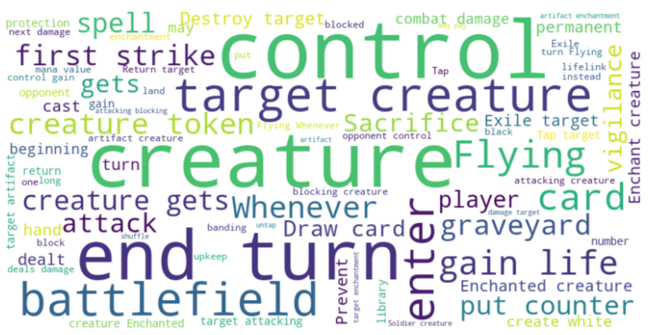 protection
next damage
spell
may
Destroy target
blocked
combat damage
may pay
artifact enchantment
permanent
enchantment
first strike
put
control
Exile
turn Flying
mana value
Return target
control gain
gets
land
Tap
lifelink
instead
opponent
cast
gain
attacking blocking
target creature
vigilance
Enchant creature
creature token
Flying Whenever
Sacrifice
Exile target
black
Tap target
beginning
artifact creature
artifact
opponent control
turn
creature
Flying
target artifact
return
one
long
blocking creature
attacking creature
creature gets
Whenever
enter
player
card
hand
attack
banding
untap
Draw card
damage target
graveyard
number
block
dealt
shuffle
end turn
upkeep
Prevent
target enchantment
library
gain life
deals damage
Enchanted creature
battlefield
put counter
creature Enchanted
target attacking
Soldier creature
create white